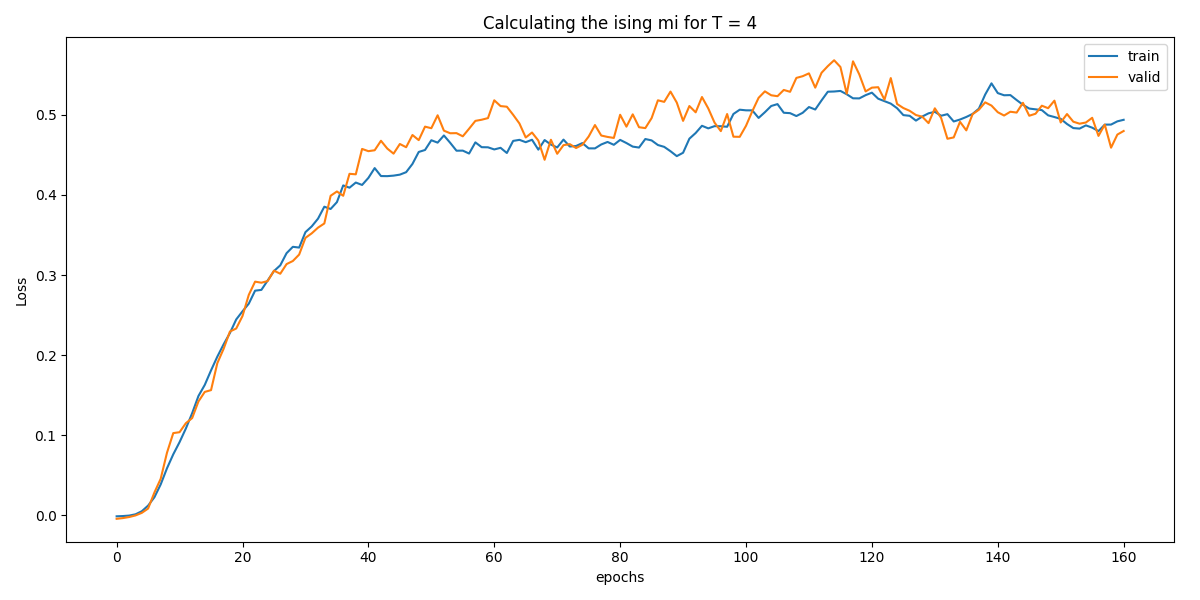 Calculating the ising mi for T = 4
train
valid
Loss
0.5
0.4
0.3
0.2
0.1
0.0
0 20 40 60 80 100 120 140 160
epochs